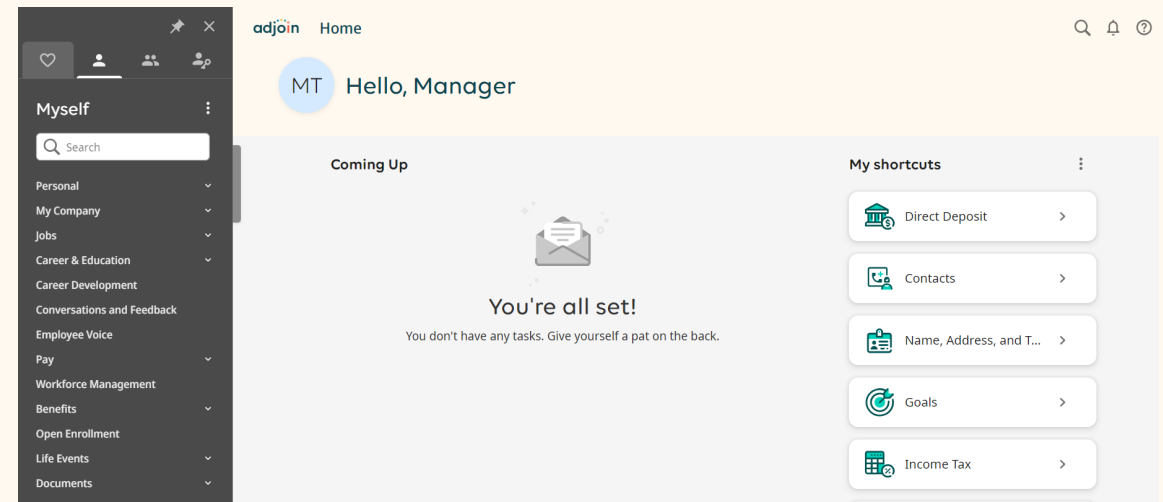 adjoin Home
MT
Hello, Manager
Myself
Search
Personal
My Company
Jobs
Career & Education
Career Development
Conversations and Feedback
Employee Voice
Pay
Workforce Management
Benefits
Open Enrollment
Life Events
Documents
Coming Up
You're all set!
You don't have any tasks. Give yourself a pat on the back.
My shortcuts
Direct Deposit
Contacts
Name, Address, and T...
Goals
Income Tax